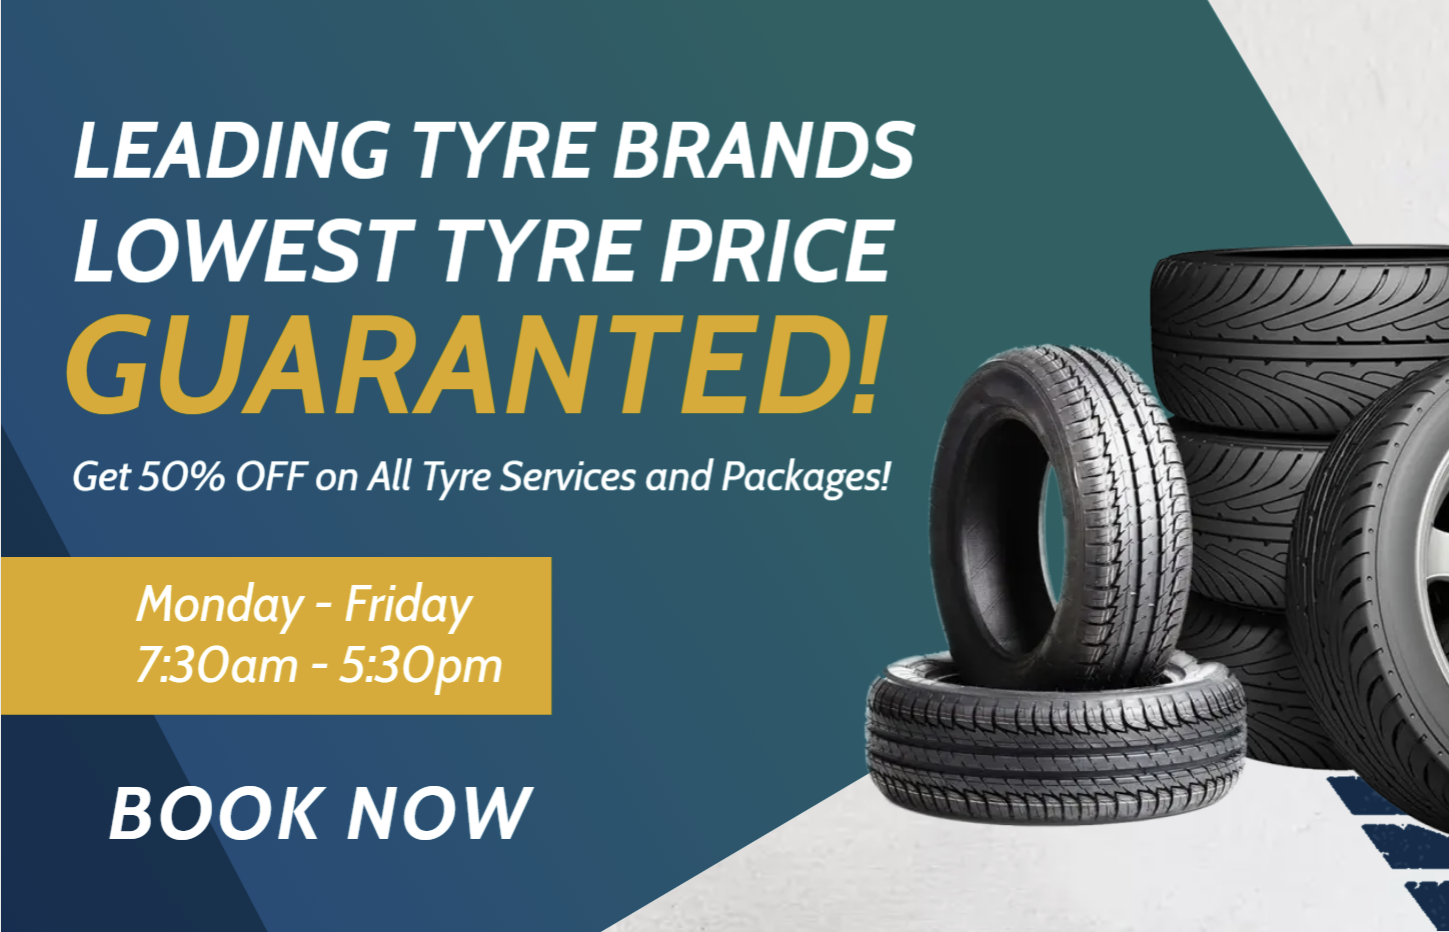 LEADING TYRE BRANDS
LOWEST TYRE PRICE
GUARANTED!
Get 50% OFF on All Tyre Services and Packages!
Monday - Friday
7:30am - 5:30pm
BOOK NOW